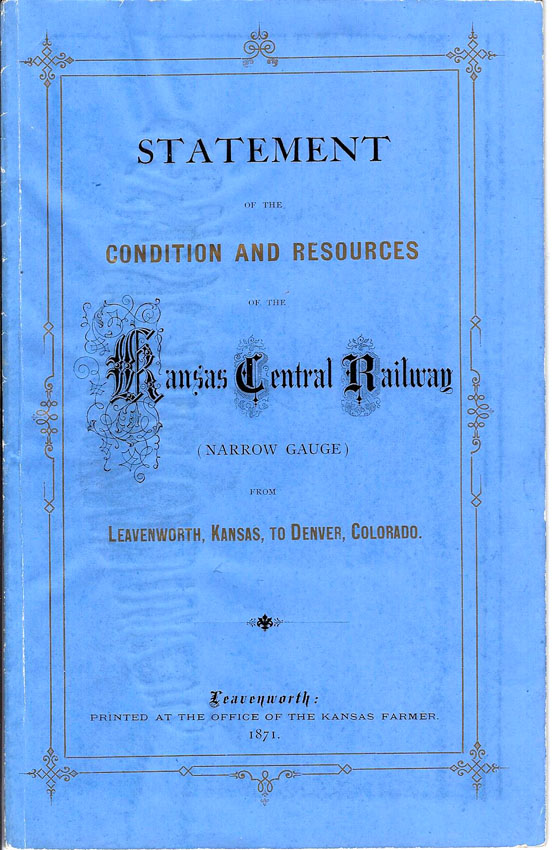 STATEMENT
OF THE
CONDITION AND RESOURCES
OF THE
Kansas Central Railway
(NARROW GAUGE)
FROM
LEAVENWORTH, KANSAS, TO DENVER, COLORADO.
Leavenworth:
PRINTED AT THE OFFICE OF THE KANSAS FARMER.
1871.